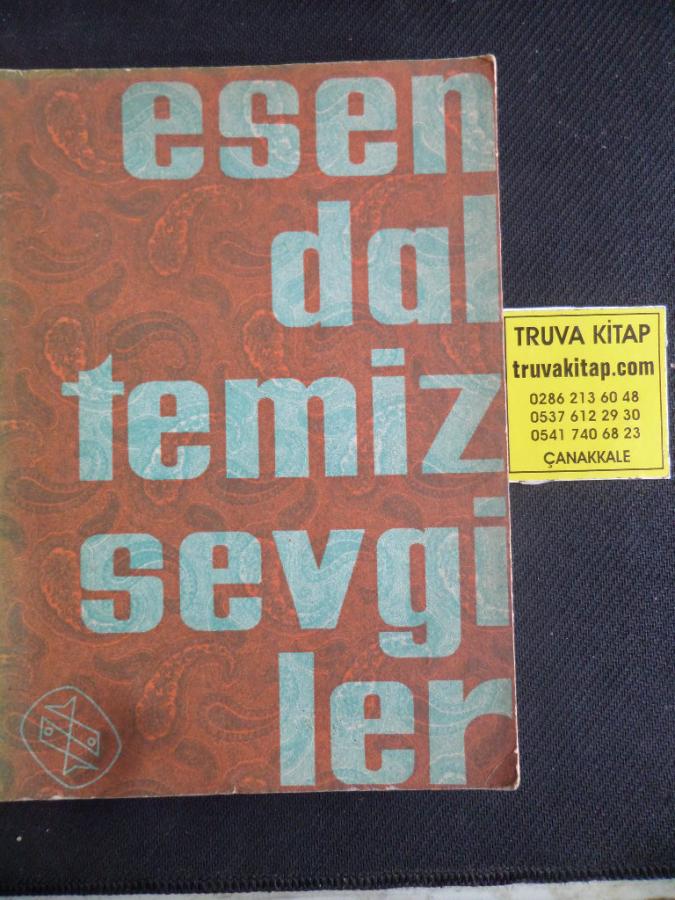 esen
dal
temiz
sevgi
ler
TRUVA KİTAP
truvakitap.com
0286 213 60 48
0537 612 29 30
0541 740 68 23
ÇANAKKALE